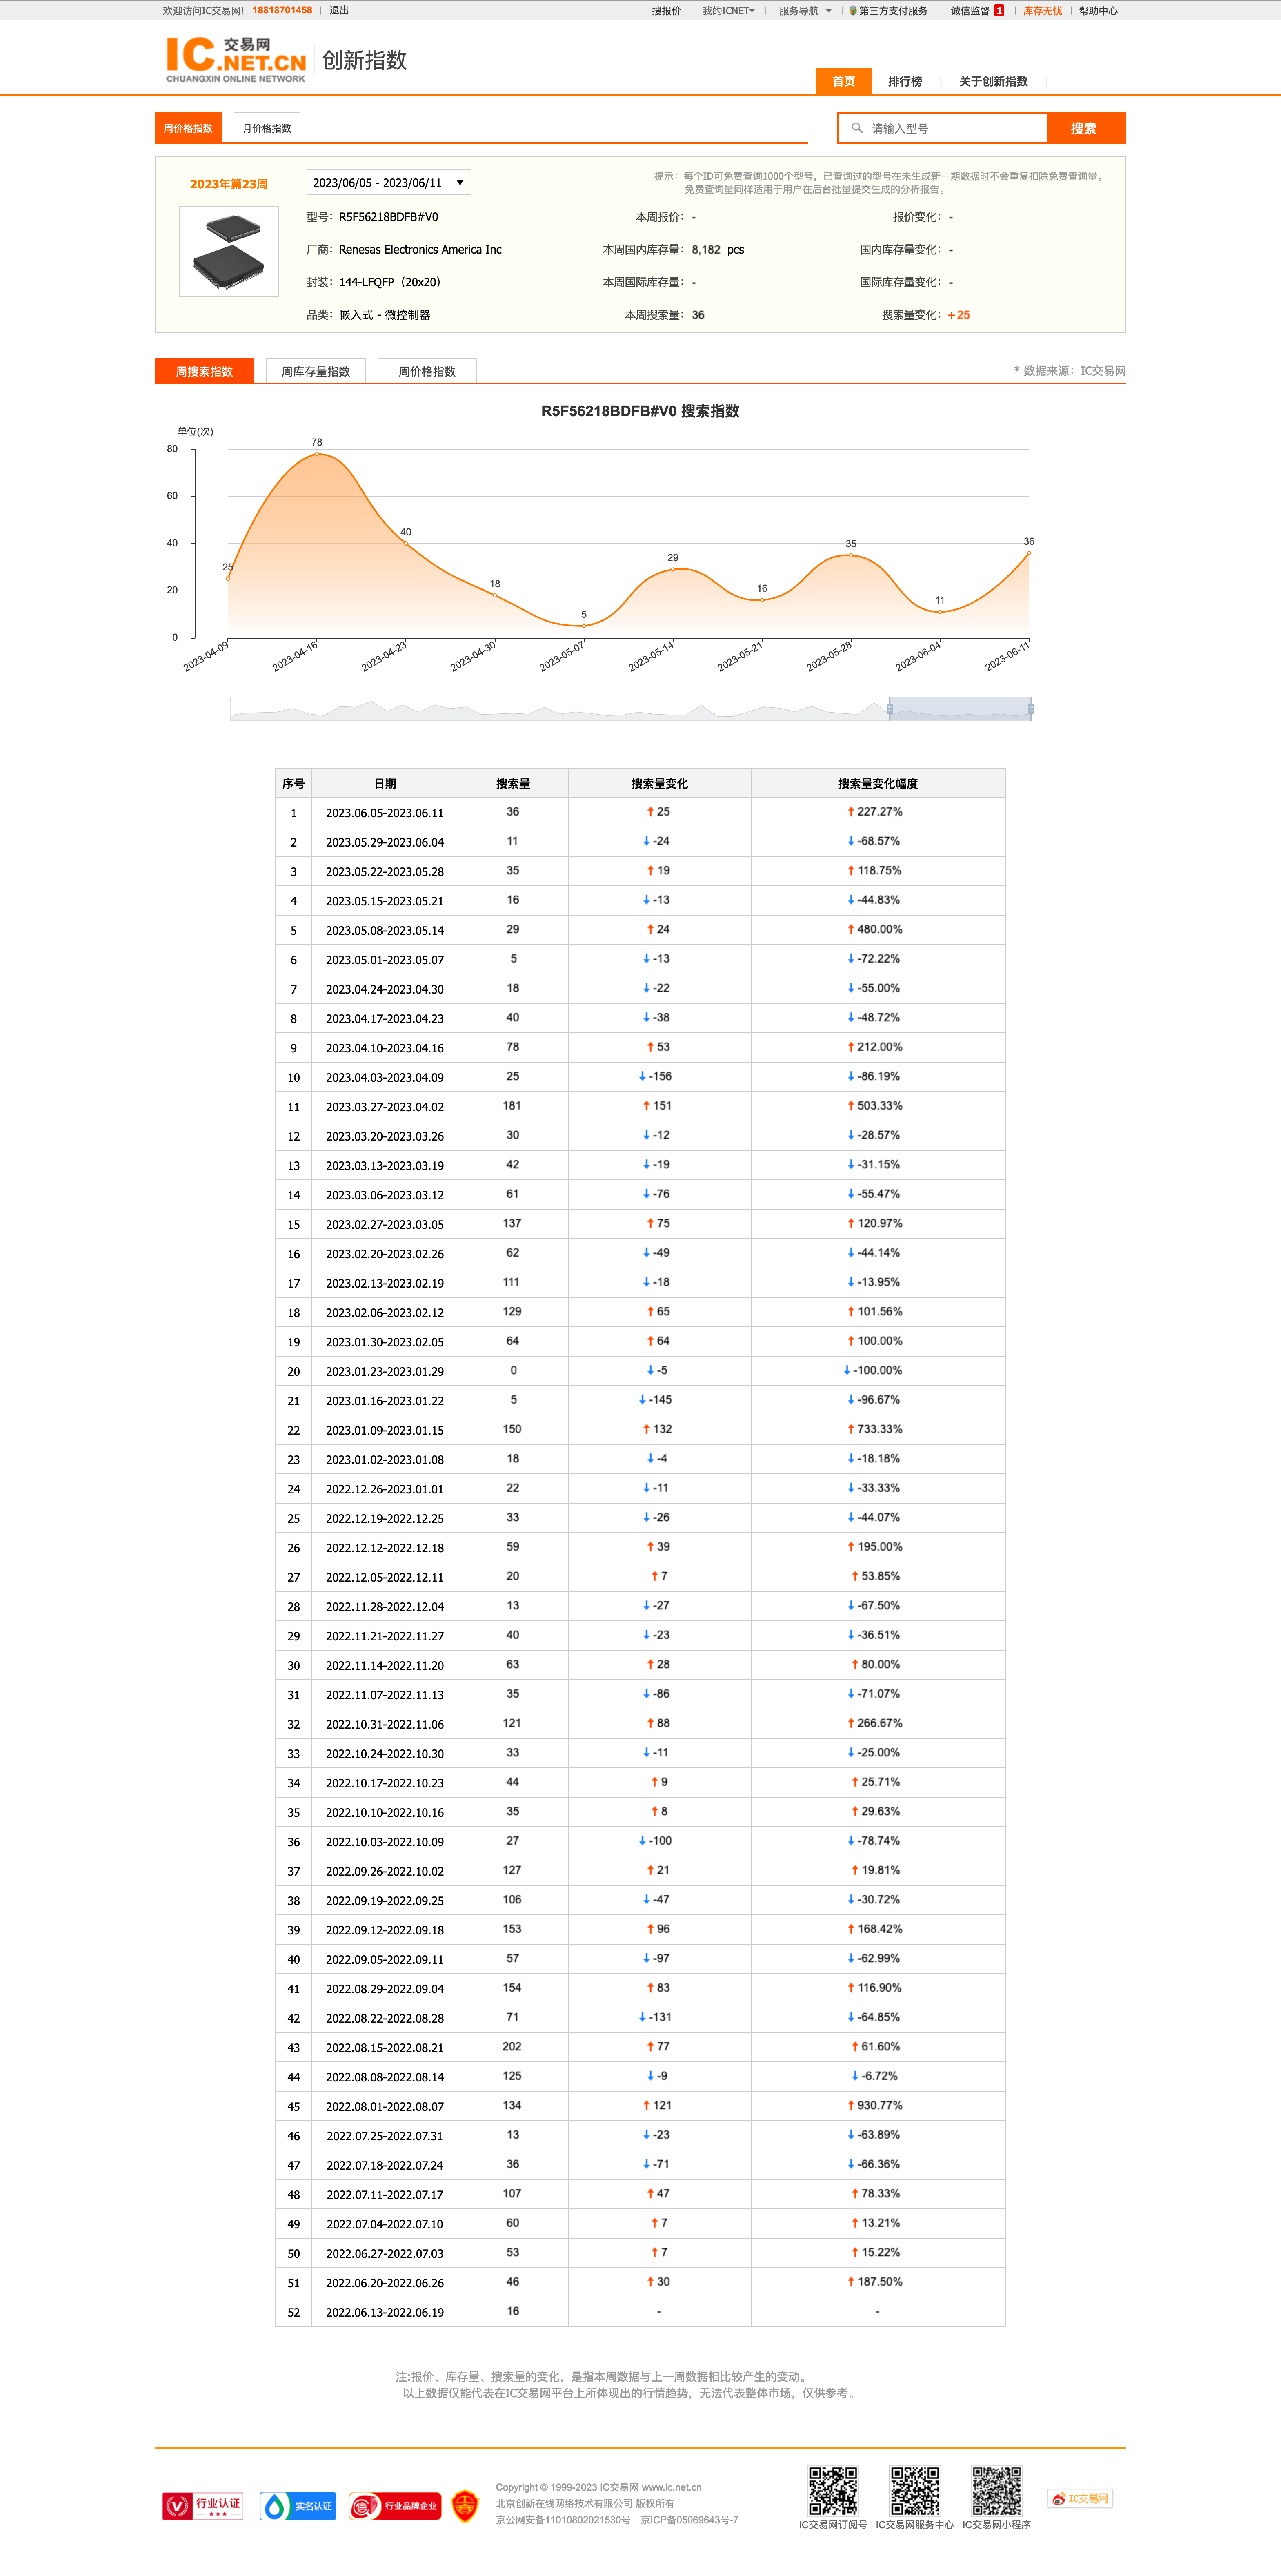 欢迎访问IC交易网! 18818701458 | 退出 搜报价 | 我的ICNET | 服务导航 | 第三方支付服务 | 诚信监督 1 | 库存无忧 | 帮助中心
IC交易网 .NET.CN CHUANGXIN ONLINE NETWORK 创新指数
首页 排行榜 关于创新指数
周价格指数 月价格指数 请输入型号 搜索
2023年第23周 2023/06/05 - 2023/06/11 提示：每个ID可免费查询1000个型号，已查询过的型号在未生成新一期数据时不会重复扣除免费查询量。
免费查询量同样适用于用户在后台批量提交生成的分析报告。
型号：R5F56218BDFB#V0 本周报价：- 报价变化：-
厂商：Renesas Electronics America Inc 本周国内库存量：8,182 pcs 国内库存量变化：-
封装：144-LFQFP（20x20） 本周国际库存量：- 国际库存量变化：-
品类：嵌入式 - 微控制器 本周搜索量：36 搜索量变化：+25
周搜索指数 周库存量指数 周价格指数 * 数据来源：IC交易网
R5F56218BDFB#V0 搜索指数
单位(次)
80 60 40 20 0
25 78 40 18 5 29 16 35 11 36
2023-04-09 2023-04-16 2023-04-23 2023-04-30 2023-05-07 2023-05-14 2023-05-21 2023-05-28 2023-06-04 2023-06-11
序号 日期 搜索量 搜索量变化 搜索量变化幅度
1 2023.06.05-2023.06.11 36 ↑25 ↑227.27%
2 2023.05.29-2023.06.04 11 ↓-24 ↓-68.57%
3 2023.05.22-2023.05.28 35 ↑19 ↑118.75%
4 2023.05.15-2023.05.21 16 ↓-13 ↓-44.83%
5 2023.05.08-2023.05.14 29 ↑24 ↑480.00%
6 2023.05.01-2023.05.07 5 ↓-13 ↓-72.22%
7 2023.04.24-2023.04.30 18 ↓-22 ↓-55.00%
8 2023.04.17-2023.04.23 40 ↓-38 ↓-48.72%
9 2023.04.10-2023.04.16 78 ↑53 ↑212.00%
10 2023.04.03-2023.04.09 25 ↓-156 ↓-86.19%
11 2023.03.27-2023.04.02 181 ↑151 ↑503.33%
12 2023.03.20-2023.03.26 30 ↓-12 ↓-28.57%
13 2023.03.13-2023.03.19 42 ↓-19 ↓-31.15%
14 2023.03.06-2023.03.12 61 ↓-76 ↓-55.47%
15 2023.02.27-2023.03.05 137 ↑75 ↑120.97%
16 2023.02.20-2023.02.26 62 ↓-49 ↓-44.14%
17 2023.02.13-2023.02.19 111 ↓-18 ↓-13.95%
18 2023.02.06-2023.02.12 129 ↑65 ↑101.56%
19 2023.01.30-2023.02.05 64 ↑64 ↑100.00%
20 2023.01.23-2023.01.29 0 ↓-5 ↓-100.00%
21 2023.01.16-2023.01.22 5 ↓-145 ↓-96.67%
22 2023.01.09-2023.01.15 150 ↑132 ↑733.33%
23 2023.01.02-2023.01.08 18 ↓-4 ↓-18.18%
24 2022.12.26-2023.01.01 22 ↓-11 ↓-33.33%
25 2022.12.19-2022.12.25 33 ↓-26 ↓-44.07%
26 2022.12.12-2022.12.18 59 ↑39 ↑195.00%
27 2022.12.05-2022.12.11 20 ↑7 ↑53.85%
28 2022.11.28-2022.12.04 13 ↓-27 ↓-67.50%
29 2022.11.21-2022.11.27 40 ↓-23 ↓-36.51%
30 2022.11.14-2022.11.20 63 ↑28 ↑80.00%
31 2022.11.07-2022.11.13 35 ↓-86 ↓-71.07%
32 2022.10.31-2022.11.06 121 ↑88 ↑266.67%
33 2022.10.24-2022.10.30 33 ↓-11 ↓-25.00%
34 2022.10.17-2022.10.23 44 ↑9 ↑25.71%
35 2022.10.10-2022.10.16 35 ↑8 ↑29.63%
36 2022.10.03-2022.10.09 27 ↓-100 ↓-78.74%
37 2022.09.26-2022.10.02 127 ↑21 ↑19.81%
38 2022.09.19-2022.09.25 106 ↓-47 ↓-30.72%
39 2022.09.12-2022.09.18 153 ↑96 ↑168.42%
40 2022.09.05-2022.09.11 57 ↓-97 ↓-62.99%
41 2022.08.29-2022.09.04 154 ↑83 ↑116.90%
42 2022.08.22-2022.08.28 71 ↓-131 ↓-64.85%
43 2022.08.15-2022.08.21 202 ↑77 ↑61.60%
44 2022.08.08-2022.08.14 125 ↓-9 ↓-6.72%
45 2022.08.01-2022.08.07 134 ↑121 ↑930.77%
46 2022.07.25-2022.07.31 13 ↓-23 ↓-63.89%
47 2022.07.18-2022.07.24 36 ↓-71 ↓-66.36%
48 2022.07.11-2022.07.17 107 ↑47 ↑78.33%
49 2022.07.04-2022.07.10 60 ↑7 ↑13.21%
50 2022.06.27-2022.07.03 53 ↑7 ↑15.22%
51 2022.06.20-2022.06.26 46 ↑30 ↑187.50%
52 2022.06.13-2022.06.19 16 - -
注:报价、库存量、搜索量的变化，是指本周数据与上一周数据相比较产生的变动。
以上数据仅能代表在IC交易网平台上所体现出的行情趋势，无法代表整体市场，仅供参考。
行业认证 实名认证 行业品牌企业
Copyright © 1999-2023 IC交易网 www.ic.net.cn
北京创新在线网络技术有限公司 版权所有
京公网安备11010802021530号 京ICP备05069643号-7
IC交易网订阅号 IC交易网服务中心 IC交易网小程序 IC交易网